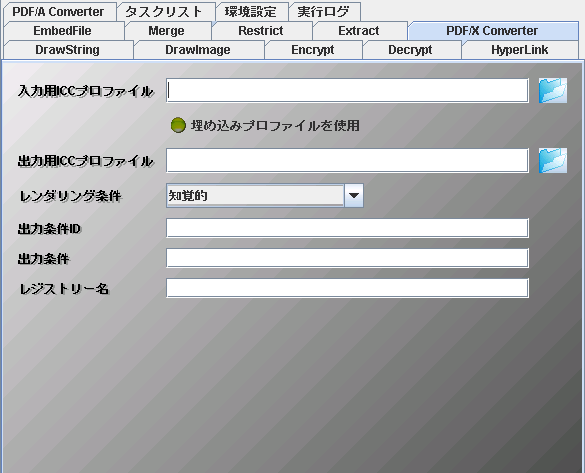 PDF/A Converter タスクリスト 環境設定 実行ログ
EmbedFile Merge Restrict Extract PDF/X Converter
DrawString DrawImage Encrypt Decrypt HyperLink
入力用ICCプロファイル
埋め込みプロファイルを使用
出力用ICCプロファイル
レンダリング条件 知覚的
出力条件ID
出力条件
レジストリー名